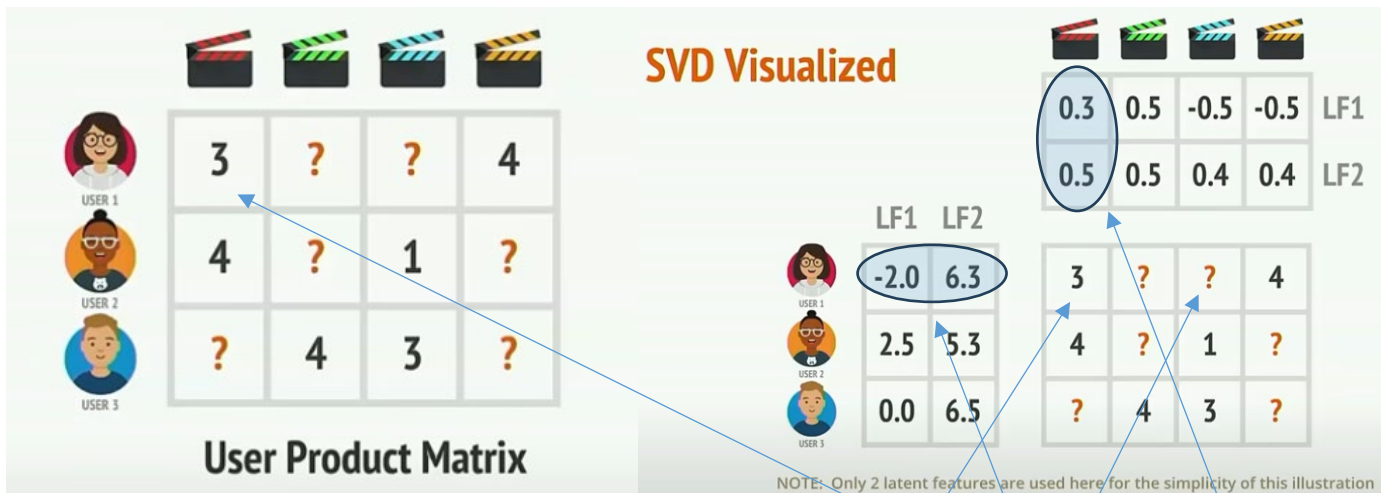 3 ? ? 4
USER 1
4 ? 1 ?
USER 2
? 4 3 ?
USER 3
User Product Matrix
SVD Visualized
0.3 0.5 -0.5 -0.5 LF1
0.5 0.5 0.4 0.4 LF2
LF1 LF2
-2.0 6.3 3 ? ? 4
USER 1
2.5 5.3 4 ? 1 ?
USER 2
0.0 6.5 ? 4 3 ?
USER 3
NOTE: Only 2 latent features are used here for the simplicity of this illustration